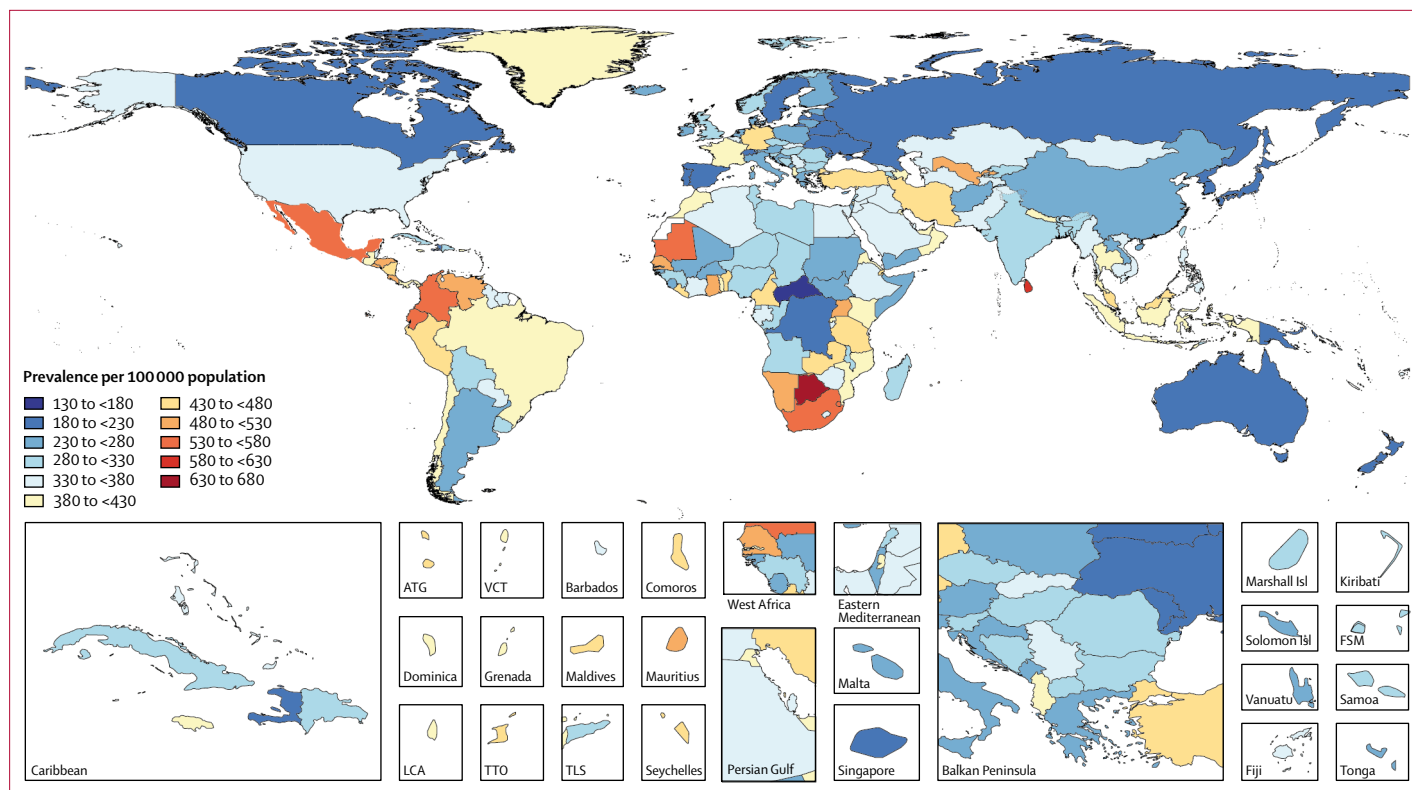 Prevalence per 100 000 population
130 to <180
180 to <230
230 to <280
280 to <330
330 to <380
380 to <430
430 to <480
480 to <530
530 to <580
580 to <630
630 to 680
Caribbean
ATG
VCT
Barbados
Comoros
Dominica
Grenada
Maldives
Mauritius
LCA
TTO
TLS
Seychelles
West Africa
Eastern
Mediterranean
Persian Gulf
Malta
Singapore
Balkan Peninsula
Marshall Isl
Kiribati
Solomon Isl
FSM
Vanuatu
Samoa
Fiji
Tonga